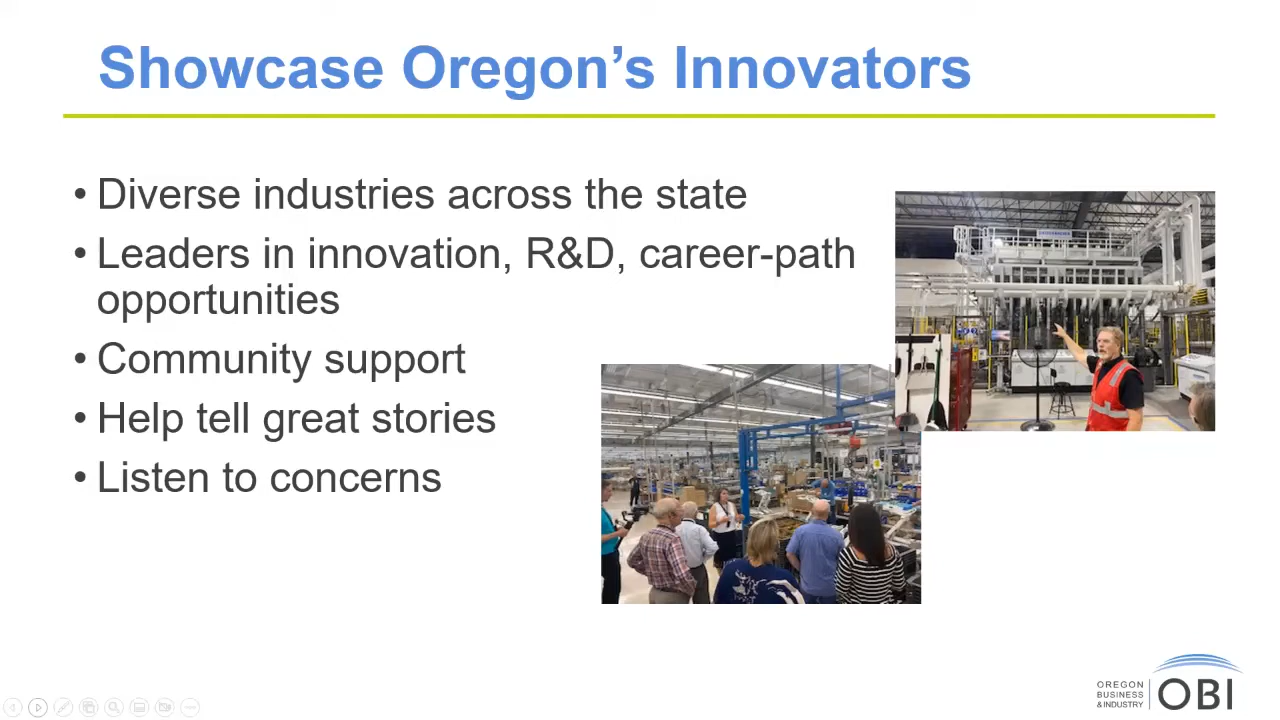 Showcase Oregon’s Innovators
• Diverse industries across the state
• Leaders in innovation, R&D, career-path
opportunities
• Community support
• Help tell great stories
• Listen to concerns
OREGON
BUSINESS
& INDUSTRY
OBI